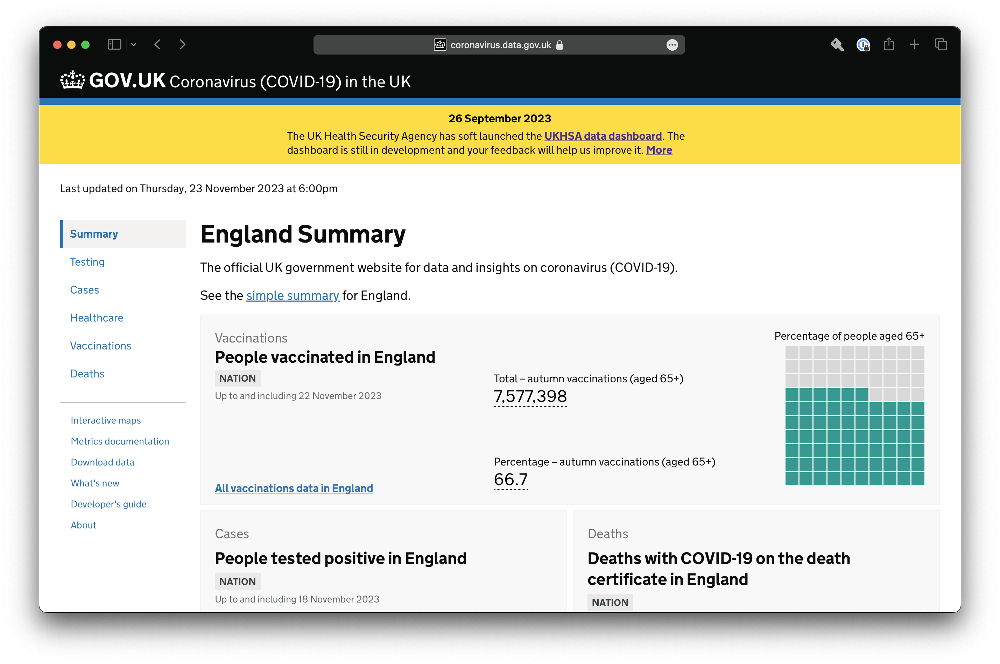 coronavirus.data.gov.uk
GOV.UK Coronavirus (COVID-19) in the UK
26 September 2023
The UK Health Security Agency has soft launched the UKHSA data dashboard. The
dashboard is still in development and your feedback will help us improve it. More
Last updated on Thursday, 23 November 2023 at 6:00pm
Summary
Testing
Cases
Healthcare
Vaccinations
Deaths
Interactive maps
Metrics documentation
Download data
What's new
Developer's guide
About
England Summary
The official UK government website for data and insights on coronavirus (COVID-19).
See the simple summary for England.
Vaccinations
People vaccinated in England
NATION
Up to and including 22 November 2023
All vaccinations data in England
Total – autumn vaccinations (aged 65+)
7,577,398
Percentage – autumn vaccinations (aged 65+)
66.7
Percentage of people aged 65+
Cases
People tested positive in England
NATION
Up to and including 18 November 2023
Deaths
Deaths with COVID-19 on the death
certificate in England
NATION